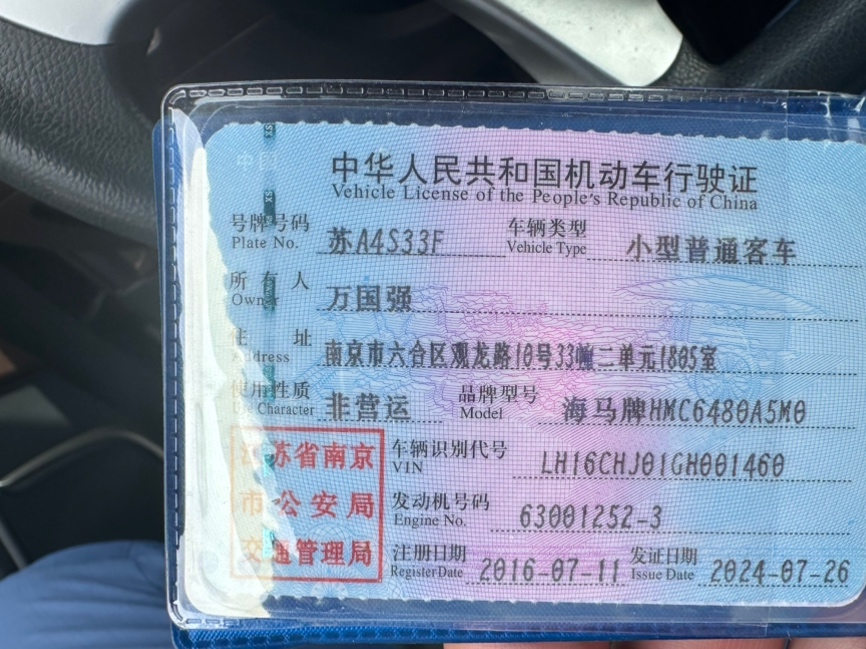 中华人民共和国机动车行驶证
Vehicle License of the People's Republic of China
号牌号码 苏A4S33F 车辆类型 小型普通客车
Plate No. Vehicle Type
所有人 万国强
Owner
住址 南京市六合区观龙路10号33幢二单元1805室
Address
使用性质 非营运 品牌型号 海马牌HMC6480A5M0
Use Character Model
车辆识别代号 LH16CHJ01GH001460
VIN
发动机号码 63001252-3
Engine No.
注册日期 2016-07-11 发证日期 2024-07-26
Register Date Issue Date
江苏省南京
市公安局
交通管理局